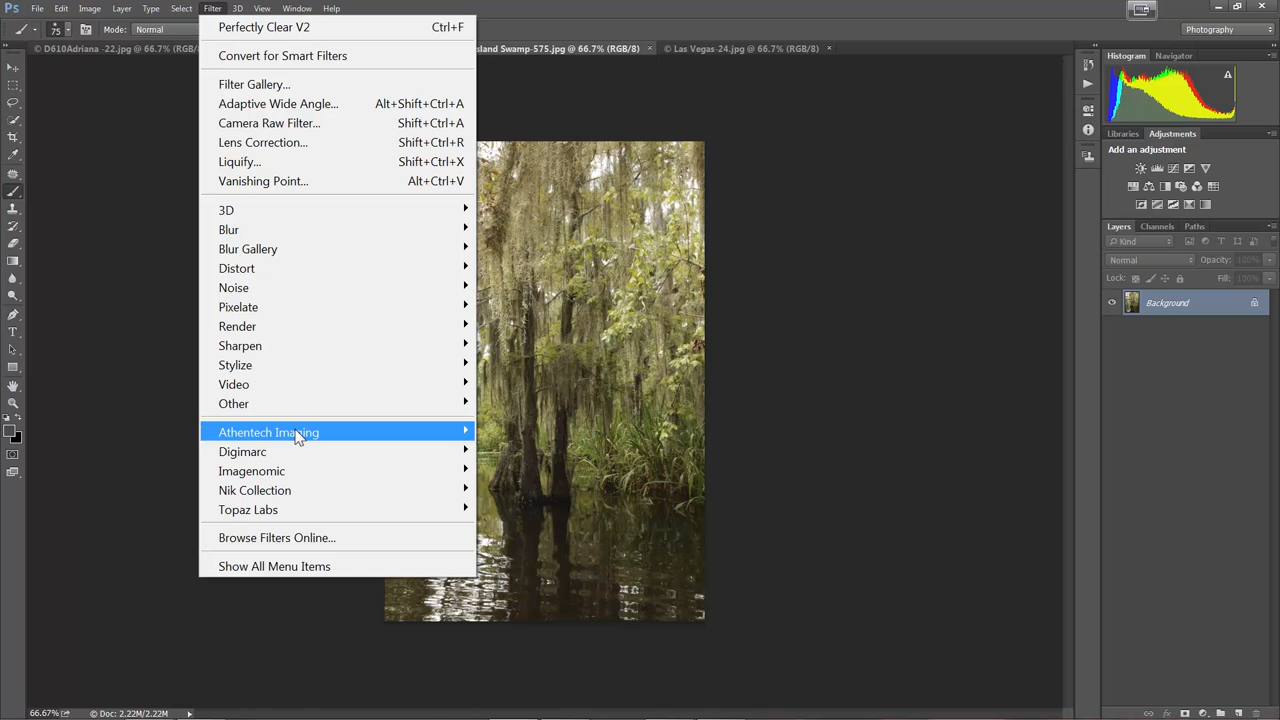 Ps File Edit Image Layer Type Select Filter 3D View Window Help
75 Mode: Normal Photography
© D610Adriana -22.jpg @ 66.7% (RGB/8) sland Swamp-575.jpg @ 66.7% (RGB/8) × © Las Vegas-24.jpg @ 66.7% (RGB/8) ×
Perfectly Clear V2 Ctrl+F
Convert for Smart Filters
Filter Gallery...
Adaptive Wide Angle... Alt+Shift+Ctrl+A
Camera Raw Filter... Shift+Ctrl+A
Lens Correction... Shift+Ctrl+R
Liquify... Shift+Ctrl+X
Vanishing Point... Alt+Ctrl+V
3D
Blur
Blur Gallery
Distort
Noise
Pixelate
Render
Sharpen
Stylize
Video
Other
Athentech Imaging
Digimarc
Imagenomic
Nik Collection
Topaz Labs
Browse Filters Online...
Show All Menu Items
Histogram Navigator
Libraries Adjustments
Add an adjustment
Layers Channels Paths
Kind
Normal Opacity: 100%
Lock: Fill: 100%
Background
66.67% © Doc: 2.22M/2.22M